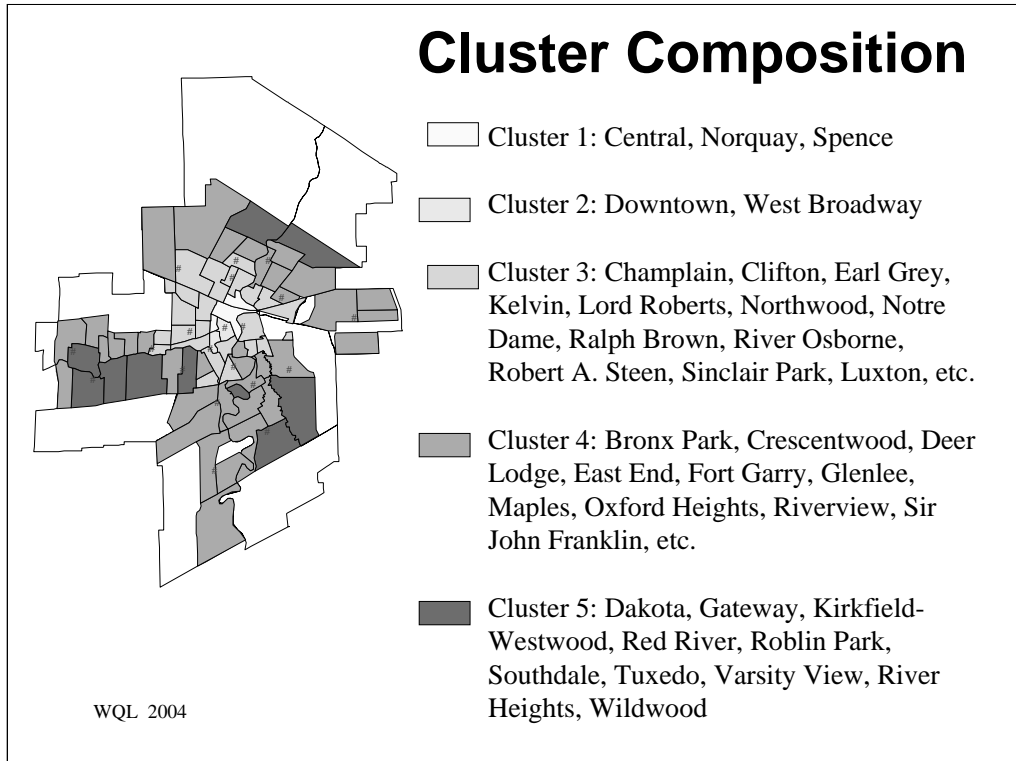 Cluster Composition
Cluster 1: Central, Norquay, Spence
Cluster 2: Downtown, West Broadway
Cluster 3: Champlain, Clifton, Earl Grey,
Kelvin, Lord Roberts, Northwood, Notre
Dame, Ralph Brown, River Osborne,
Robert A. Steen, Sinclair Park, Luxton, etc.
Cluster 4: Bronx Park, Crescentwood, Deer
Lodge, East End, Fort Garry, Glenlee,
Maples, Oxford Heights, Riverview, Sir
John Franklin, etc.
Cluster 5: Dakota, Gateway, Kirkfield-
Westwood, Red River, Roblin Park,
Southdale, Tuxedo, Varsity View, River
Heights, Wildwood
WQL 2004